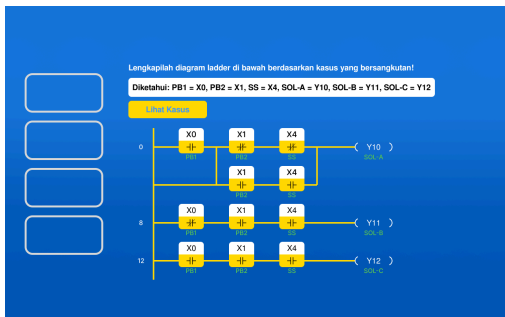 Lengkapilah diagram ladder di bawah berdasarkan kasus yang bersangkutan!
Diketahui: PB1 = X0, PB2 = X1, SS = X4, SOL-A = Y10, SOL-B = Y11, SOL-C = Y12
Lihat Kasus
X0 X1 X4
0 ( Y10 )
PB1 PB2 SS SOL-A
X1 X4
PB2 SS
X0 X1 X4
8 ( Y11 )
PB1 PB2 SS SOL-B
X0 X1 X4
12 ( Y12 )
PB1 PB2 SS SOL-C